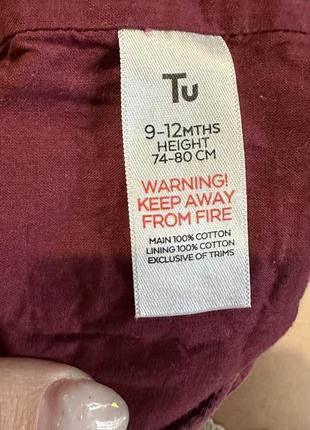 Tu
9-12MTHS
HEIGHT
74-80 CM
WARNING!
KEEP AWAY
FROM FIRE
MAIN 100% COTTON
LINING 100% COTTON
EXCLUSIVE OF TRIMS